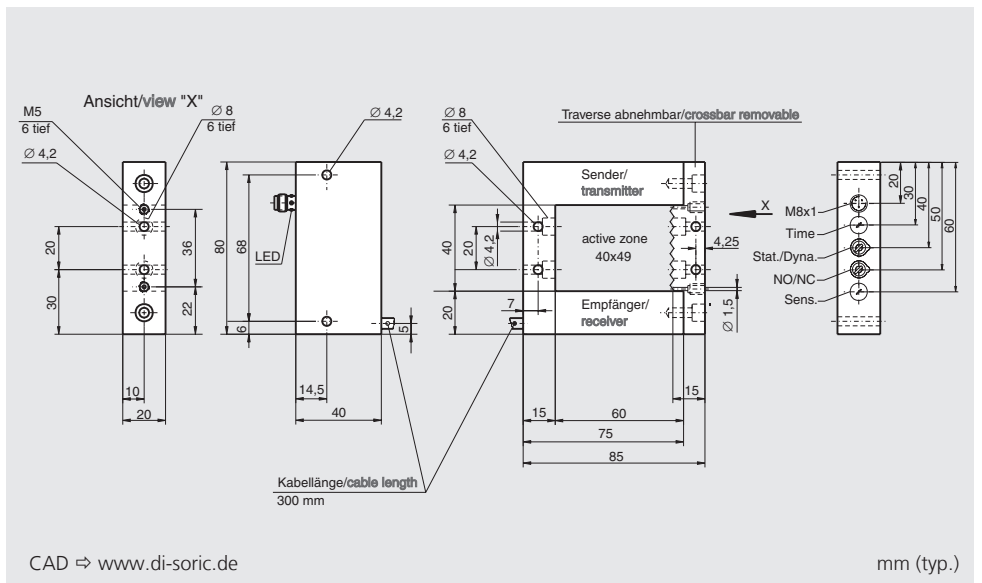 Ansicht/view "X"
M5
6 tief
∅ 8
6 tief
∅ 4,2
20
30
36
22
10
20
∅ 4,2
LED
80
68
6
5
14,5
40
Kabellänge/cable length
300 mm
∅ 8
6 tief
∅ 4,2
Traverse abnehmbar/crossbar removable
Sender/
transmitter
active zone
40x49
Empfänger/
receiver
40
20
∅ 4,2
20
7
X
4,25
∅ 1,5
15
15
60
75
85
M8x1
Time
Stat./Dyna.
NO/NC
Sens.
20
30
40
50
60
CAD ⇨ www.di-soric.de
mm (typ.)